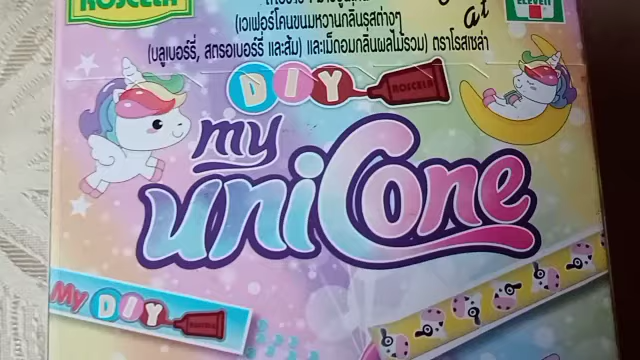 ROSCELA
ELEVEN
at
(เวเฟอร์โคนขนมหวานกลิ่นรสต่างๆ
(บลูเบอร์รี่, สตรอเบอร์รี่ และส้ม) และเม็ดอมกลิ่นผลไม้รวม) ตราโรสเซล่า
DIY ROSCELA
my
uniCone
My DIY ROSCELA